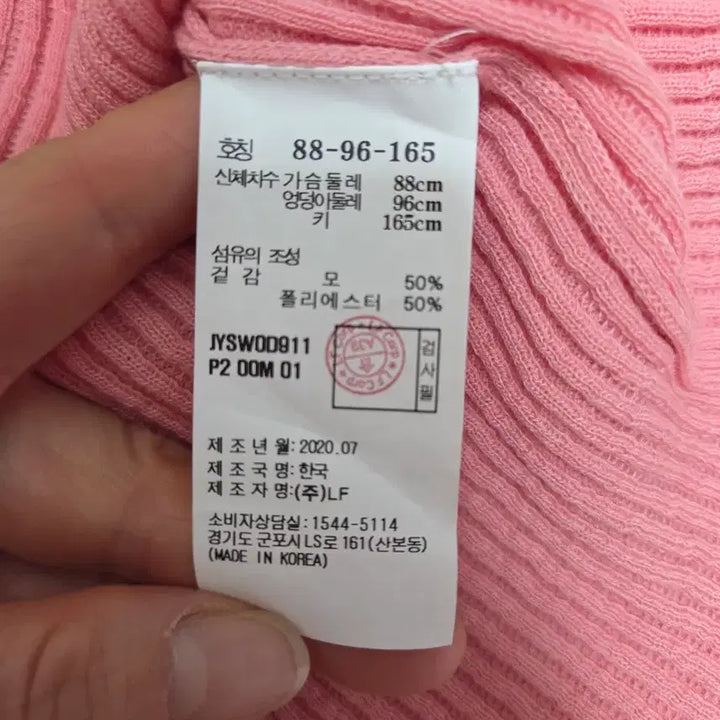 호칭 88-96-165
신체치수 가슴둘레 88cm
엉덩이둘레 96cm
키 165cm
섬유의 조성
겉감 모 50%
폴리에스터 50%
JYSW0D911
P2 00M 01
검사필
제조년월:2020.07
제조국명:한국
제조자명:(주)LF
소비자상담실:1544-5114
경기도 군포시 LS로 161(산본동)
(MADE IN KOREA)